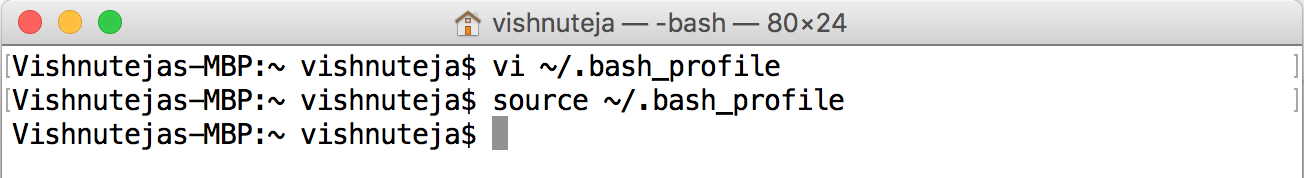 vishnuteja — -bash — 80×24
Vishnutejas-MBP:~ vishnuteja$ vi ~/.bash_profile
Vishnutejas-MBP:~ vishnuteja$ source ~/.bash_profile
Vishnutejas-MBP:~ vishnuteja$